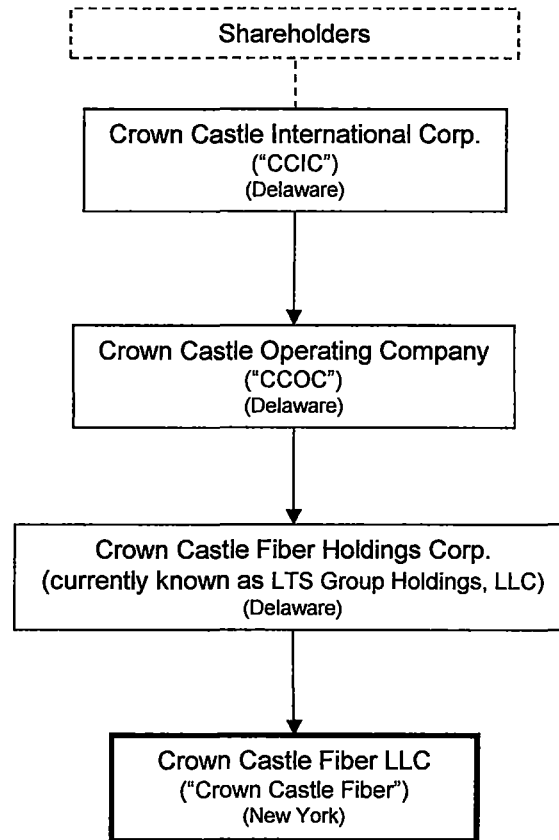 Shareholders
Crown Castle International Corp.
(“CCIC”)
(Delaware)
Crown Castle Operating Company
(“CCOC”)
(Delaware)
Crown Castle Fiber Holdings Corp.
(currently known as LTS Group Holdings, LLC)
(Delaware)
Crown Castle Fiber LLC
(“Crown Castle Fiber”)
(New York)